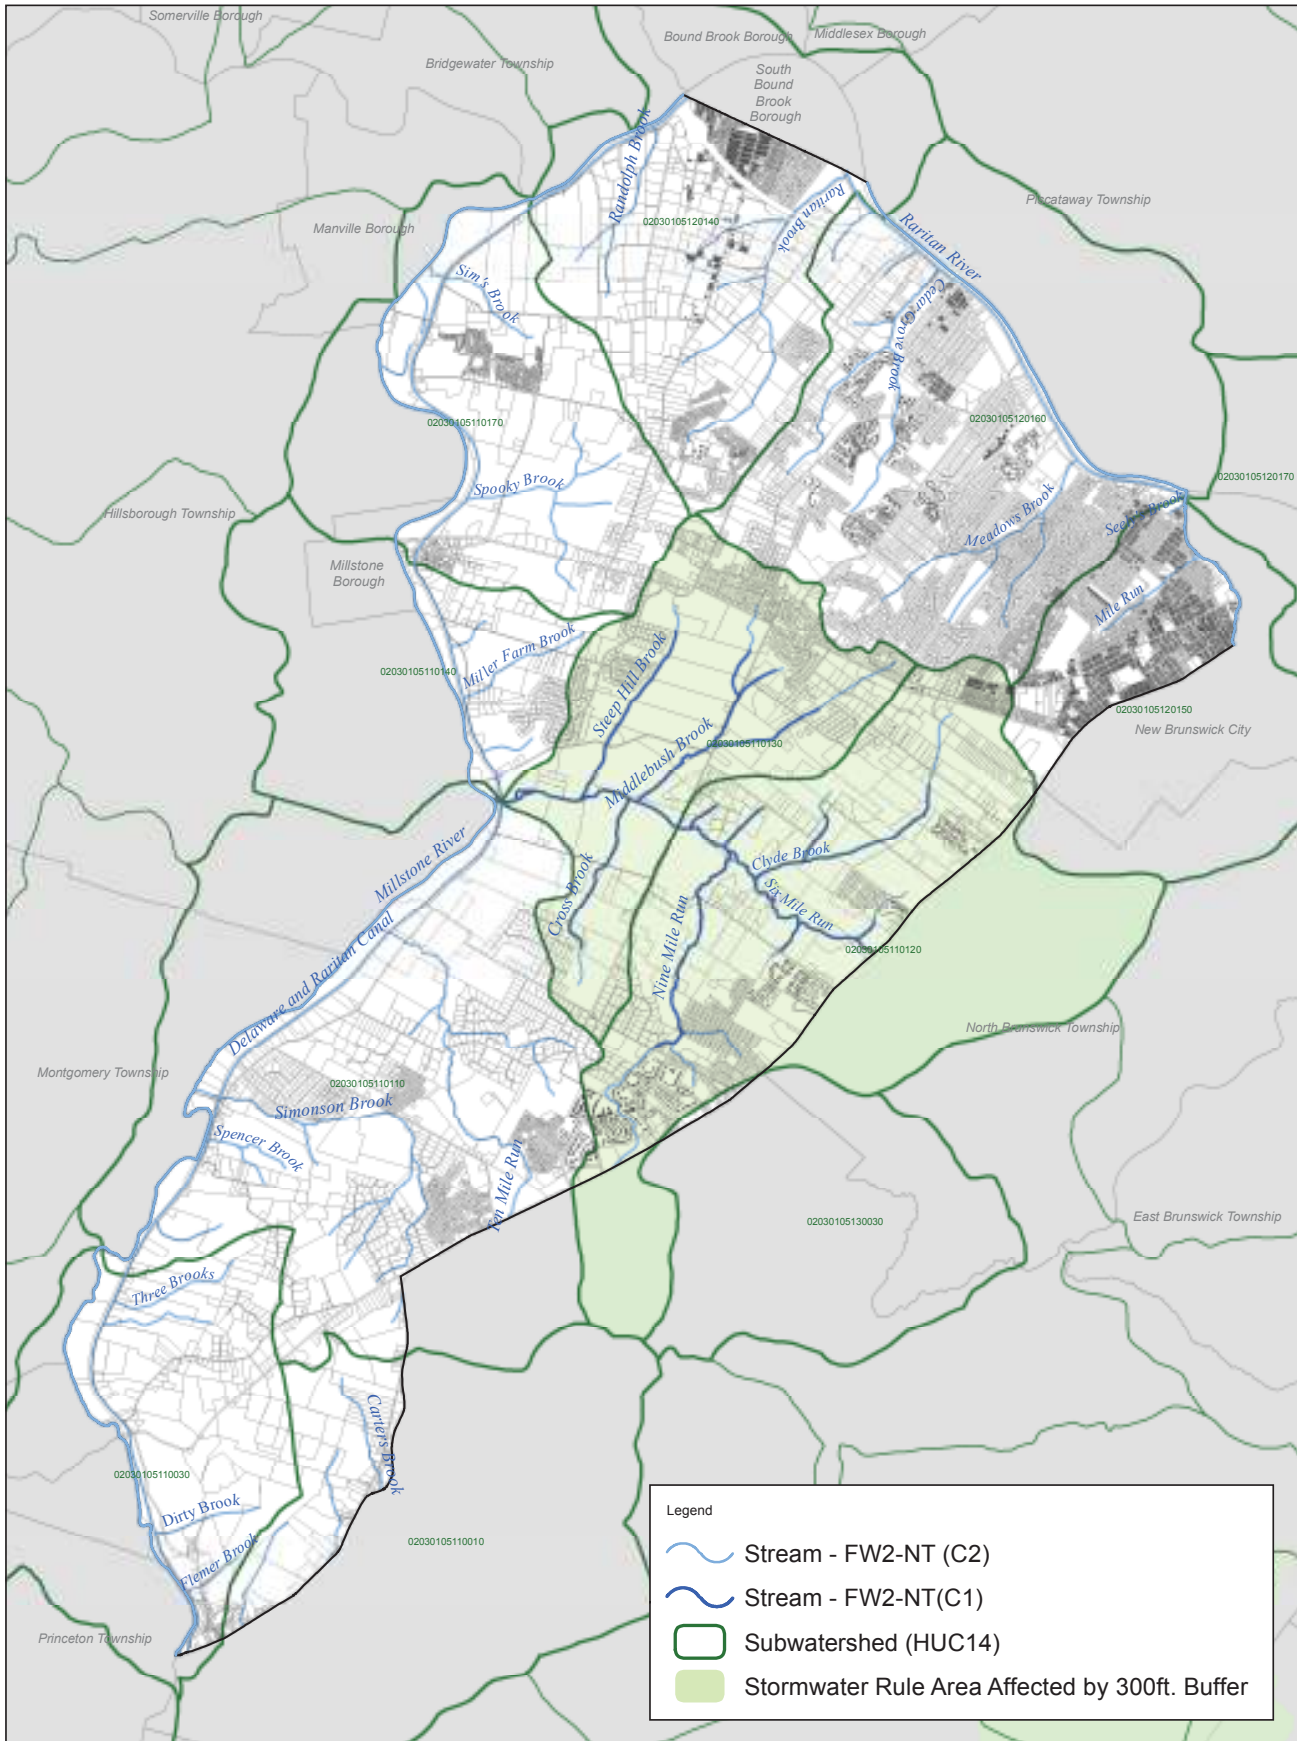 Somerville Borough
Bound Brook Borough
Middlesex Borough
Bridgewater Township
South
Bound
Brook
Borough
Randolph Brook
Raritan Brook
Piscataway Township
02030105120140
Manville Borough
Raritan River
Sim's Brook
Cedar Grove Brook
02030105110170
02030105120160
Spooky Brook
02030105120170
Hillsborough Township
Meadows Brook
Seeley Brook
Millstone
Borough
Mile Run
Miller Farm Brook
02030105110140
Steep Hill Brook
02030105120150
New Brunswick City
Middlebush Brook
02030105110130
Millstone River
Clyde Brook
Cross Brook
Six Mile Run
Delaware and Raritan Canal
Nine Mile Run
02030105110120
North Brunswick Township
Montgomery Township
02030105110110
Simonson Brook
Spencer Brook
Ten Mile Run
02030105130030
East Brunswick Township
Three Brooks
Carters Brook
02030105110030
Dirty Brook
02030105110010
Flemer Brook
Princeton Township
Legend
Stream - FW2-NT (C2)
Stream - FW2-NT(C1)
Subwatershed (HUC14)
Stormwater Rule Area Affected by 300ft. Buffer